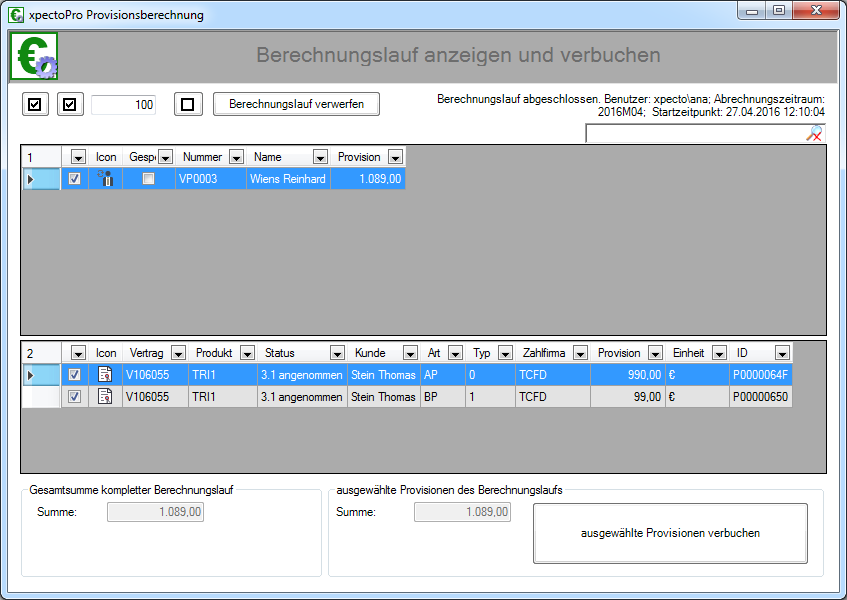 xpectoPro Provisionsberechnung
Berechnungslauf anzeigen und verbuchen
100 Berechnungslauf verwerfen
Berechnungslauf abgeschlossen. Benutzer: xpecto\ana; Abrechnungszeitraum:
2016M04; Startzeitpunkt: 27.04.2016 12:10:04
1 Icon Gespe Nummer Name Provision
VP0003 Wiens Reinhard 1.089,00
2 Icon Vertrag Produkt Status Kunde Art Typ Zahlfirma Provision Einheit ID
V106055 TRI1 3.1 angenommen Stein Thomas AP 0 TCFD 990,00 € P0000064F
V106055 TRI1 3.1 angenommen Stein Thomas BP 1 TCFD 99,00 € P00000650
Gesamtsumme kompletter Berechnungslauf
Summe: 1.089,00
ausgewählte Provisionen des Berechnungslaufs
Summe: 1.089,00
ausgewählte Provisionen verbuchen